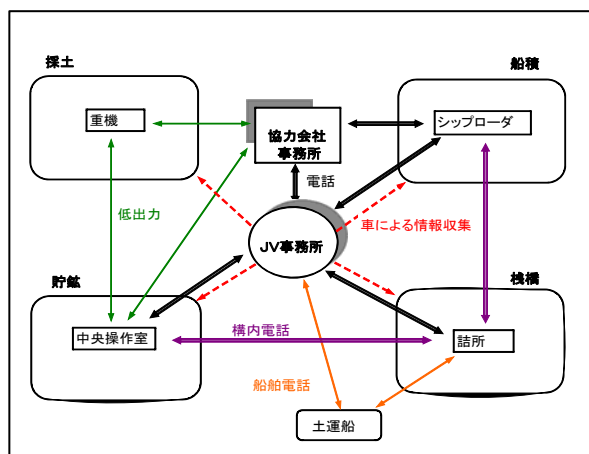 採土
船積
重機
シップローダ
協力会社
事務所
電話
低出力
車による情報収集
ＪＶ事務所
貯鉱
桟橋
中央操作室
構内電話
詰所
船舶電話
土運船